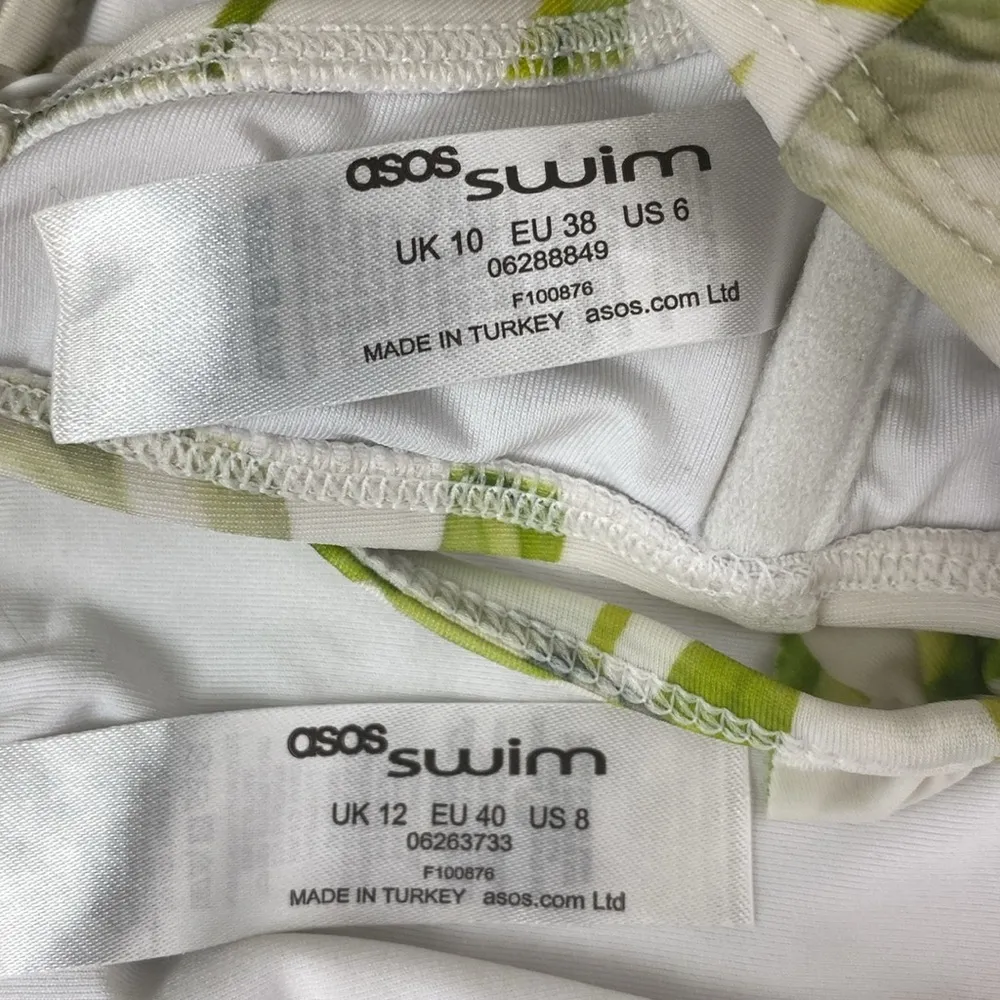 asos swim
UK 10 EU 38 US 6
06288849
F100876
MADE IN TURKEY asos.com Ltd
asos swim
UK 12 EU 40 US 8
06263733
F100876
MADE IN TURKEY asos.com Ltd